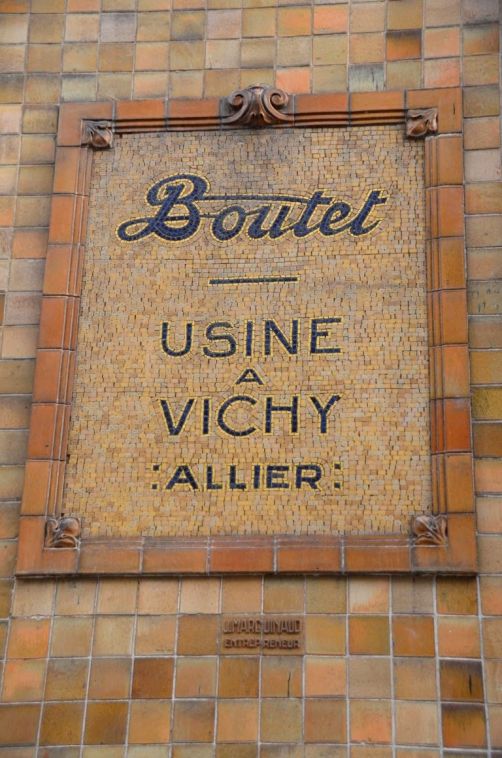 Boutet
USINE
A
VICHY
:ALLIER:
ENTREPRENEUR